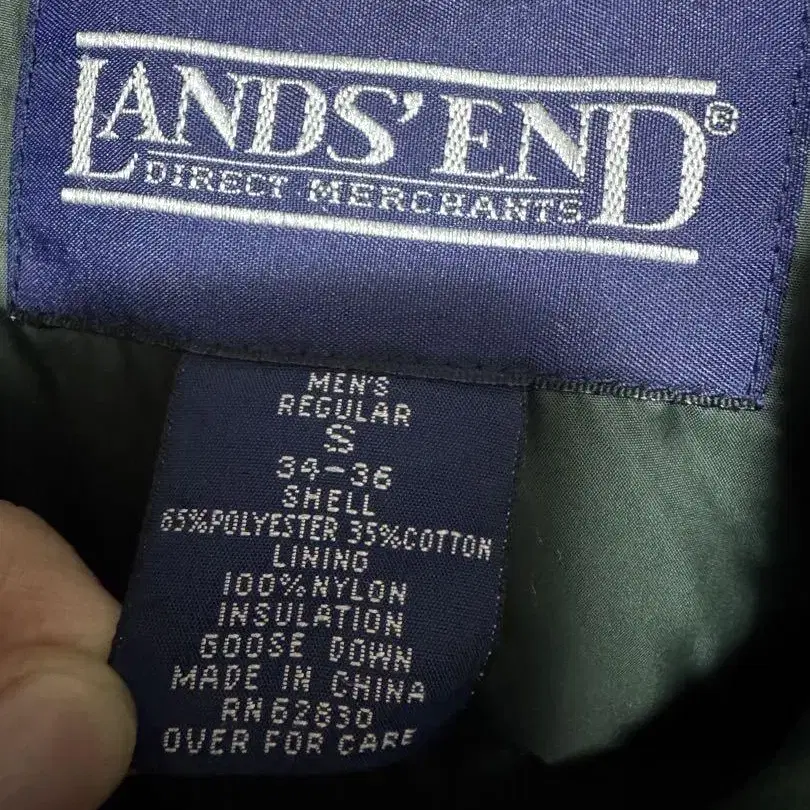 LANDS' END®
DIRECT MERCHANTS
MEN'S
REGULAR
S
34-36
SHELL
65%POLYESTER 35%COTTON
LINING
100%NYLON
INSULATION
GOOSE DOWN
MADE IN CHINA
RN62830
OVER FOR CARE